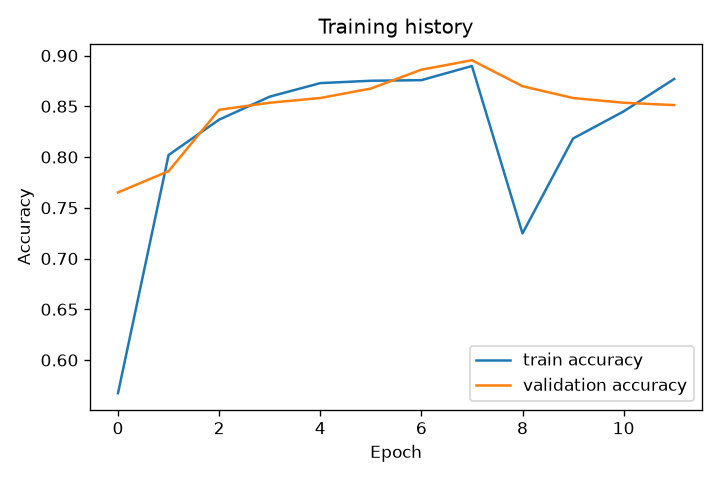 Training history
0.90
0.85
0.80
0.75
0.70
0.65
0.60
Accuracy
train accuracy
validation accuracy
0 2 4 6 8 10
Epoch